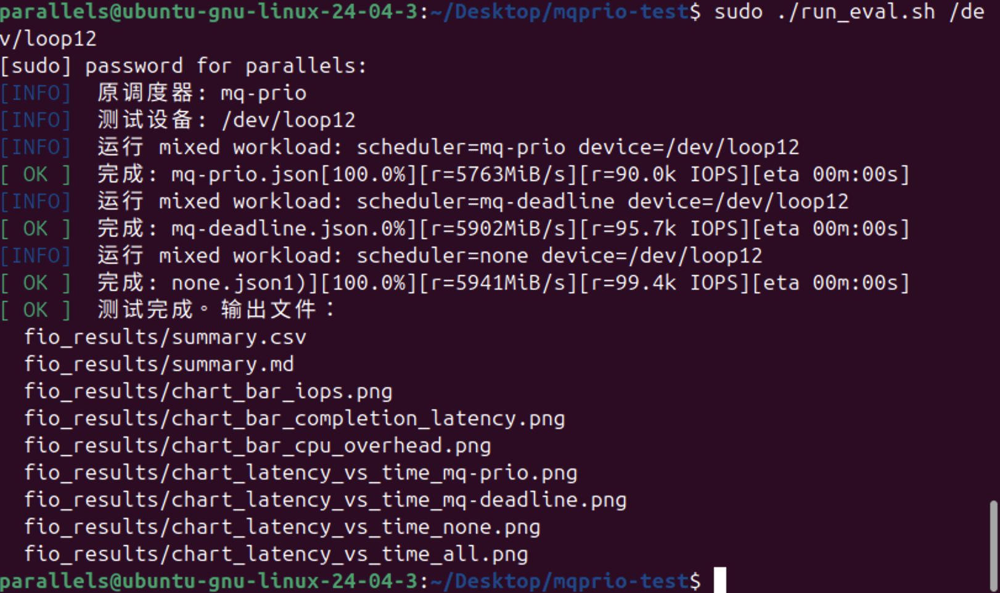 parallels@ubuntu-gnu-linux-24-04-3:~/Desktop/mqprio-test$ sudo ./run_eval.sh /de
v/loop12
[sudo] password for parallels:
[INFO]  原调度器: mq-prio
[INFO]  测试设备: /dev/loop12
[INFO]  运行 mixed workload: scheduler=mq-prio device=/dev/loop12
[ OK ]  完成: mq-prio.json[100.0%][r=5763MiB/s][r=90.0k IOPS][eta 00m:00s]
[INFO]  运行 mixed workload: scheduler=mq-deadline device=/dev/loop12
[ OK ]  完成: mq-deadline.json.0%][r=5902MiB/s][r=95.7k IOPS][eta 00m:00s]
[INFO]  运行 mixed workload: scheduler=none device=/dev/loop12
[ OK ]  完成: none.json1)][100.0%][r=5941MiB/s][r=99.4k IOPS][eta 00m:00s]
[ OK ]  测试完成。输出文件：
  fio_results/summary.csv
  fio_results/summary.md
  fio_results/chart_bar_iops.png
  fio_results/chart_bar_completion_latency.png
  fio_results/chart_bar_cpu_overhead.png
  fio_results/chart_latency_vs_time_mq-prio.png
  fio_results/chart_latency_vs_time_mq-deadline.png
  fio_results/chart_latency_vs_time_none.png
  fio_results/chart_latency_vs_time_all.png
parallels@ubuntu-gnu-linux-24-04-3:~/Desktop/mqprio-test$